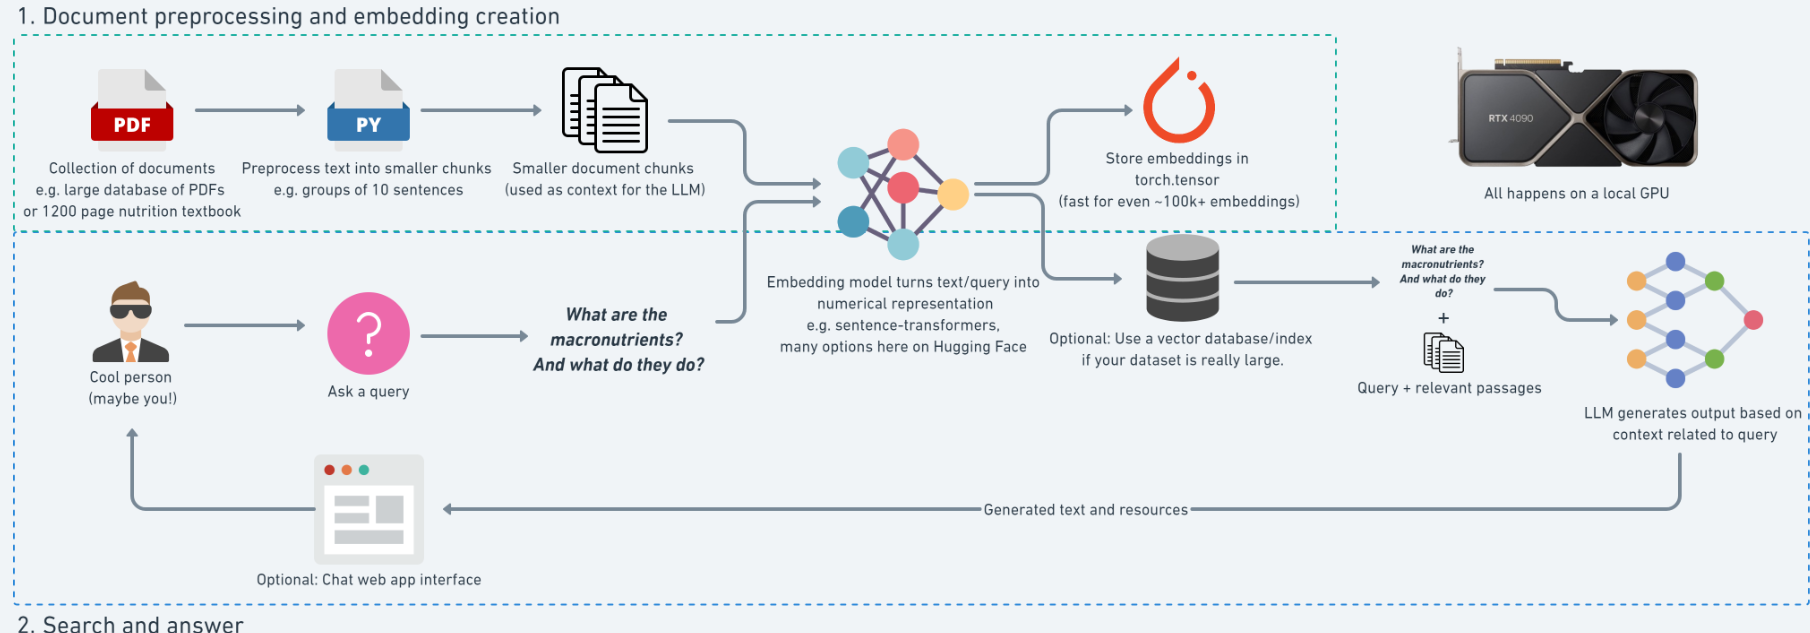 1. Document preprocessing and embedding creation
PDF
Collection of documents
e.g. large database of PDFs
or 1200 page nutrition textbook
PY
Preprocess text into smaller chunks
e.g. groups of 10 sentences
Smaller document chunks
(used as context for the LLM)
Store embeddings in
torch.tensor
(fast for even ~100k+ embeddings)
RTX 4090
All happens on a local GPU
Cool person
(maybe you!)
?
Ask a query
What are the
macronutrients?
And what do they do?
Embedding model turns text/query into
numerical representation
e.g. sentence-transformers,
many options here on Hugging Face
Optional: Use a vector database/index
if your dataset is really large.
What are the
macronutrients?
And what do they
do?
+
Query + relevant passages
LLM generates output based on
context related to query
Generated text and resources
Optional: Chat web app interface
2. Search and answer